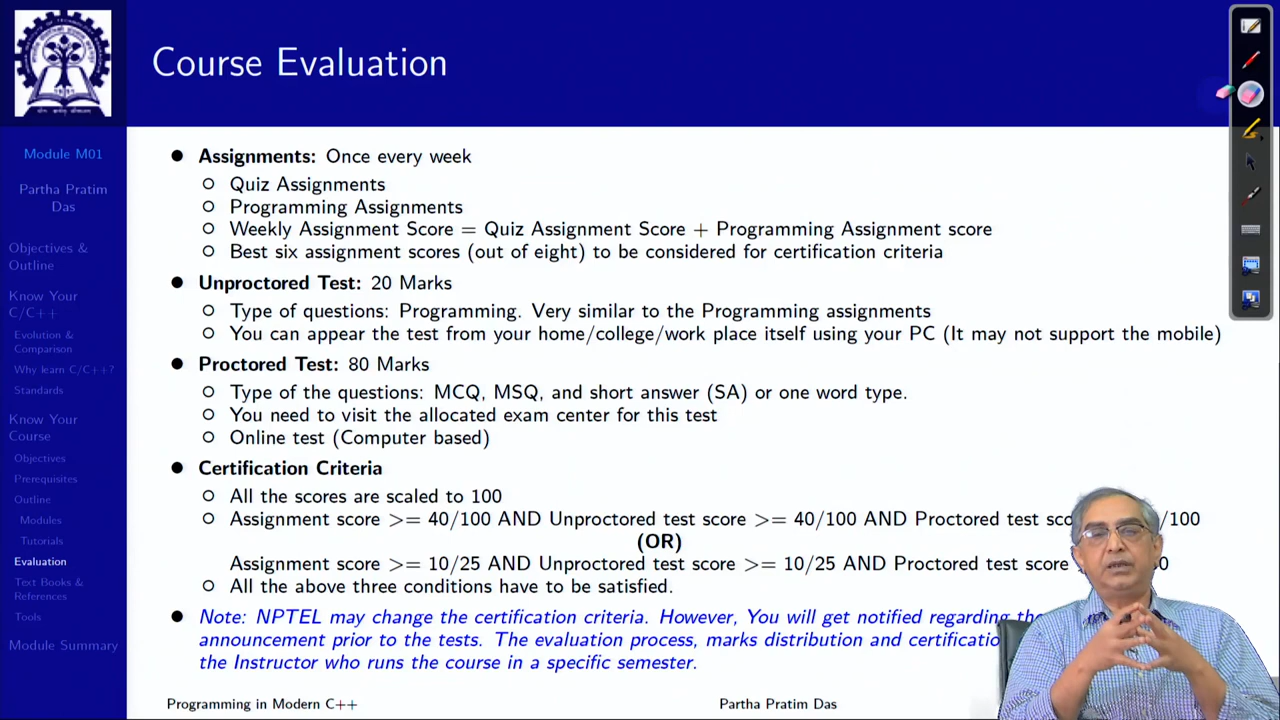 Course Evaluation
Module M01
Partha Pratim
Das
Objectives &
Outline
Know Your
C/C++
Evolution &
Comparison
Why learn C/C++?
Standards
Know Your
Course
Objectives
Prerequisites
Outline
Modules
Tutorials
Evaluation
Text Books &
References
Tools
Module Summary
Assignments: Once every week
Quiz Assignments
Programming Assignments
Weekly Assignment Score = Quiz Assignment Score + Programming Assignment score
Best six assignment scores (out of eight) to be considered for certification criteria
Unproctored Test: 20 Marks
Type of questions: Programming. Very similar to the Programming assignments
You can appear the test from your home/college/work place itself using your PC (It may not support the mobile)
Proctored Test: 80 Marks
Type of the questions: MCQ, MSQ, and short answer (SA) or one word type.
You need to visit the allocated exam center for this test
Online test (Computer based)
Certification Criteria
All the scores are scaled to 100
Assignment score >= 40/100 AND Unproctored test score >= 40/100 AND Proctored test /100
(OR)
Assignment score >= 10/25 AND Unproctored test score >= 10/25 AND Proctored test score
All the above three conditions have to be satisfied.
Note: NPTEL may change the certification criteria. However, You will get notified regarding
announcement prior to the tests. The evaluation process, marks distribution and
the Instructor who runs the course in a specific semester.
Programming in Modern C++
Partha Pratim Das